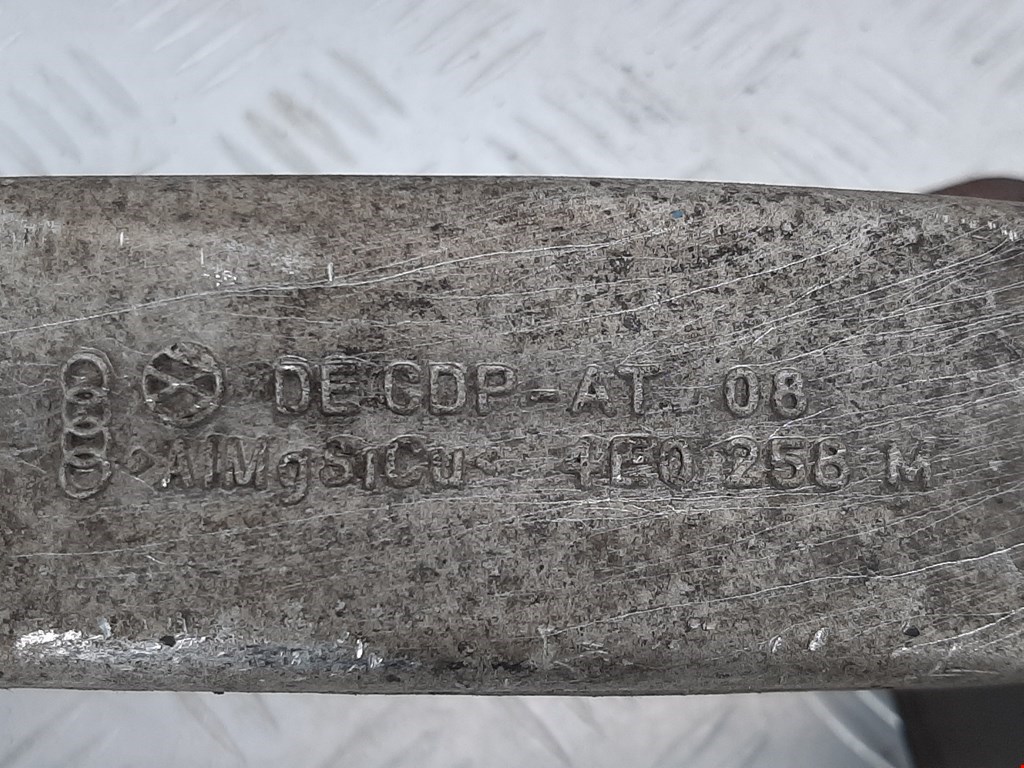 DE CDP-AT 08
>AlMgSiCu< 4E0 256 M